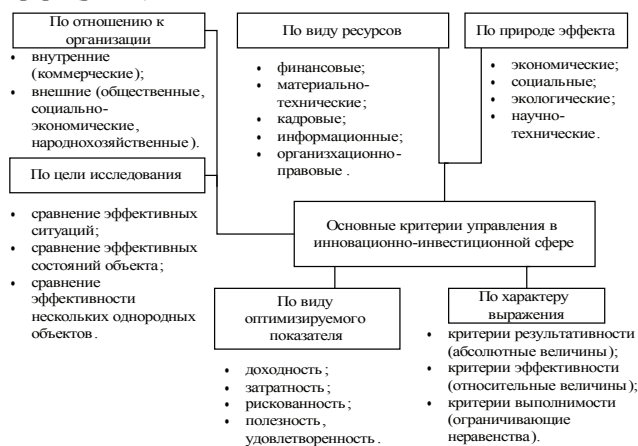 По отношению к
организации
• внутренние
(коммерческие);
• внешние (общественные,
социально-
экономические,
народнохозяйственные).
По виду ресурсов
• финансовые;
• материально-
технические;
• кадровые;
• информационные;
• организхационно-
правовые.
По природе эффекта
• экономические;
• социальные;
• экологические;
• научно-
технические.
По цели исследования
• сравнение эффективных
ситуаций;
• сравнение эффективных
состояний объекта;
• сравнение
эффективности
нескольких однородных
объектов.
Основные критерии управления в
инновационно-инвестиционной сфере
По виду
оптимизируемого
показателя
• доходность;
• затратность;
• рискованность;
• полезность,
удовлетворенность.
По характеру
выражения
• критерии результативности
(абсолютные величины);
• критерии эффективности
(относительные величины);
• критерии выполнимости
(ограничивающие
неравенства).